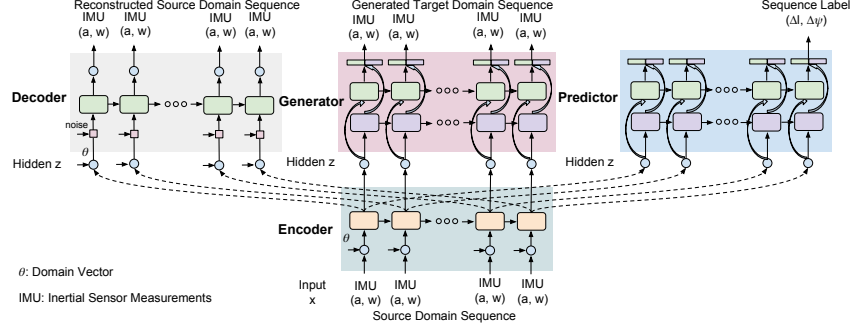 Reconstructed Source Domain Sequence
IMU IMU IMU IMU
(a, w) (a, w) (a, w) (a, w)
Generated Target Domain Sequence
IMU IMU IMU IMU
(a, w) (a, w) (a, w) (a, w)
Sequence Label
(Δl, Δψ)
Decoder
Generator
Predictor
noise
θ
Hidden z
Hidden z
Hidden z
Encoder
θ
θ: Domain Vector
IMU: Inertial Sensor Measurements
Input
x
IMU IMU IMU IMU
(a, w) (a, w) (a, w) (a, w)
Source Domain Sequence